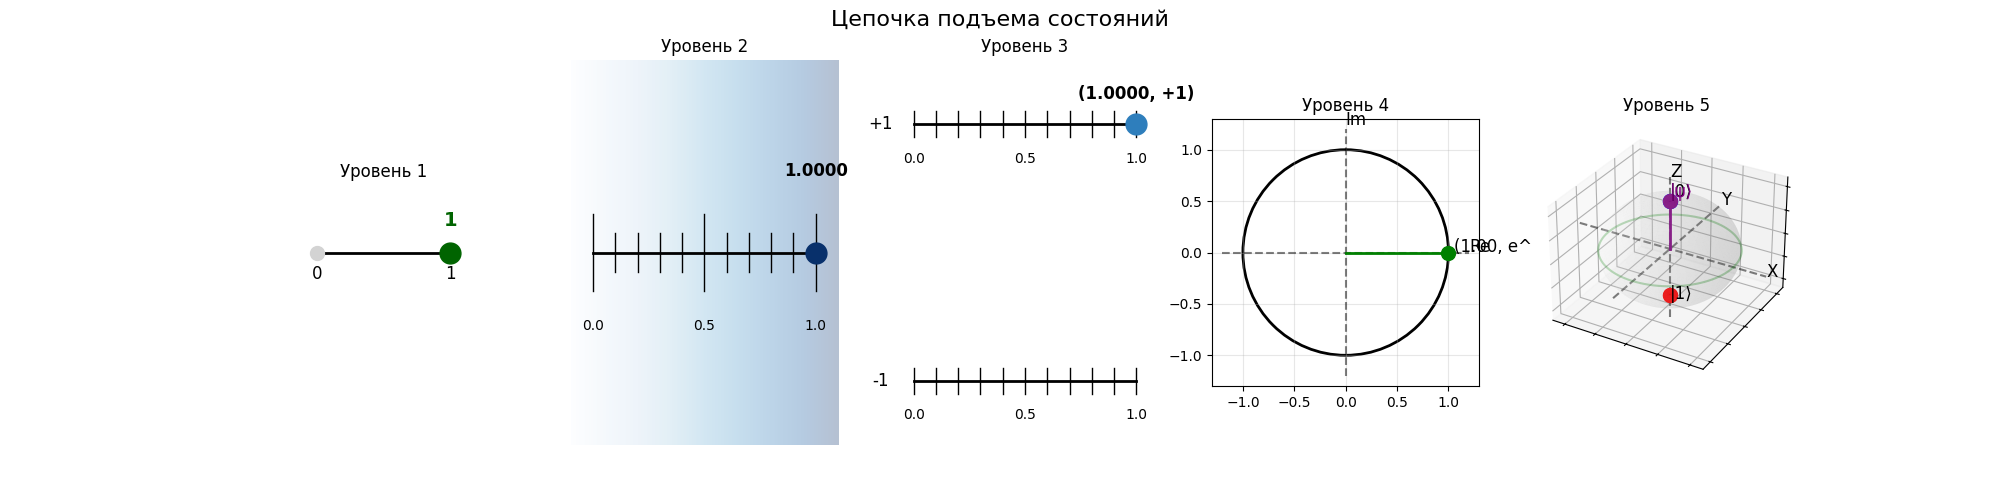 Цепочка подъема состояний
Уровень 1
1
0
1
Уровень 2
1.0000
0.0
0.5
1.0
Уровень 3
(1.0000, +1)
+1
0.0
0.5
1.0
-1
0.0
0.5
1.0
Уровень 4
Im
1.0
0.5
0.0
−0.5
−1.0
(1.00, e^
Re
−1.0
−0.5
0.0
0.5
1.0
Уровень 5
Z
|0⟩
Y
X
|1⟩